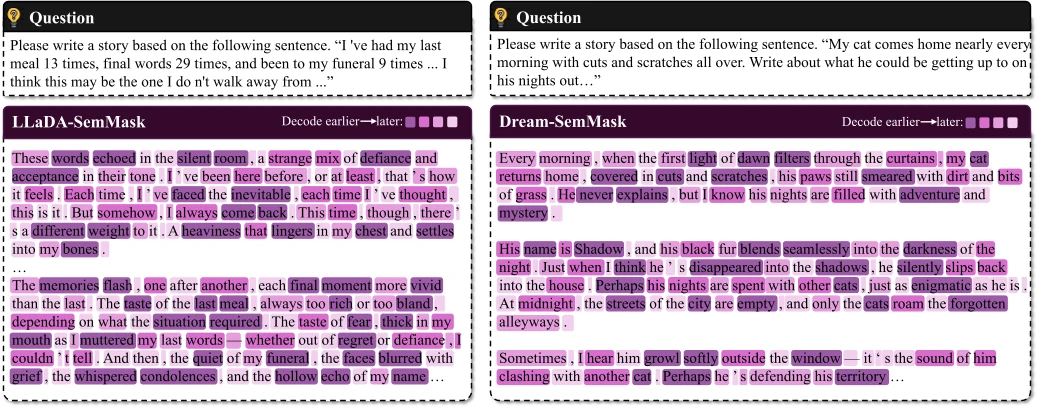 Question
Please write a story based on the following sentence. “I 've had my last
meal 13 times, final words 29 times, and been to my funeral 9 times ... I
think this may be the one I do n't walk away from ...”
LLaDA-SemMask
Decode earlier→later:
These words echoed in the silent room , a strange mix of defiance and
acceptance in their tone . I ’ ve been here before , or at least , that ’ s how
it feels . Each time , I ’ ve faced the inevitable , each time I ’ ve thought ,
this is it . But somehow , I always come back . This time , though , there ’
s a different weight to it . A heaviness that lingers in my chest and settles
into my bones .
…
The memories flash , one after another , each final moment more vivid
than the last . The taste of the last meal , always too rich or too bland ,
depending on what the situation required . The taste of fear , thick in my
mouth as I muttered my last words — whether out of regret or defiance , I
couldn ’ t tell . And then , the quiet of my funeral , the faces blurred with
grief , the whispered condolences , and the hollow echo of my name …
Question
Please write a story based on the following sentence. “My cat comes home nearly every
morning with cuts and scratches all over. Write about what he could be getting up to on
his nights out…”
Dream-SemMask
Decode earlier→later:
Every morning , when the first light of dawn filters through the curtains , my cat
returns home , covered in cuts and scratches , his paws still smeared with dirt and bits
of grass . He never explains , but I know his nights are filled with adventure and
mystery .
His name is Shadow , and his black fur blends seamlessly into the darkness of the
night . Just when I think he ’ s disappeared into the shadows , he silently slips back
into the house . Perhaps his nights are spent with other cats , just as enigmatic as he is .
At midnight , the streets of the city are empty , and only the cats roam the forgotten
alleyways .
Sometimes , I hear him growl softly outside the window — it ‘ s the sound of him
clashing with another cat . Perhaps he ’ s defending his territory …